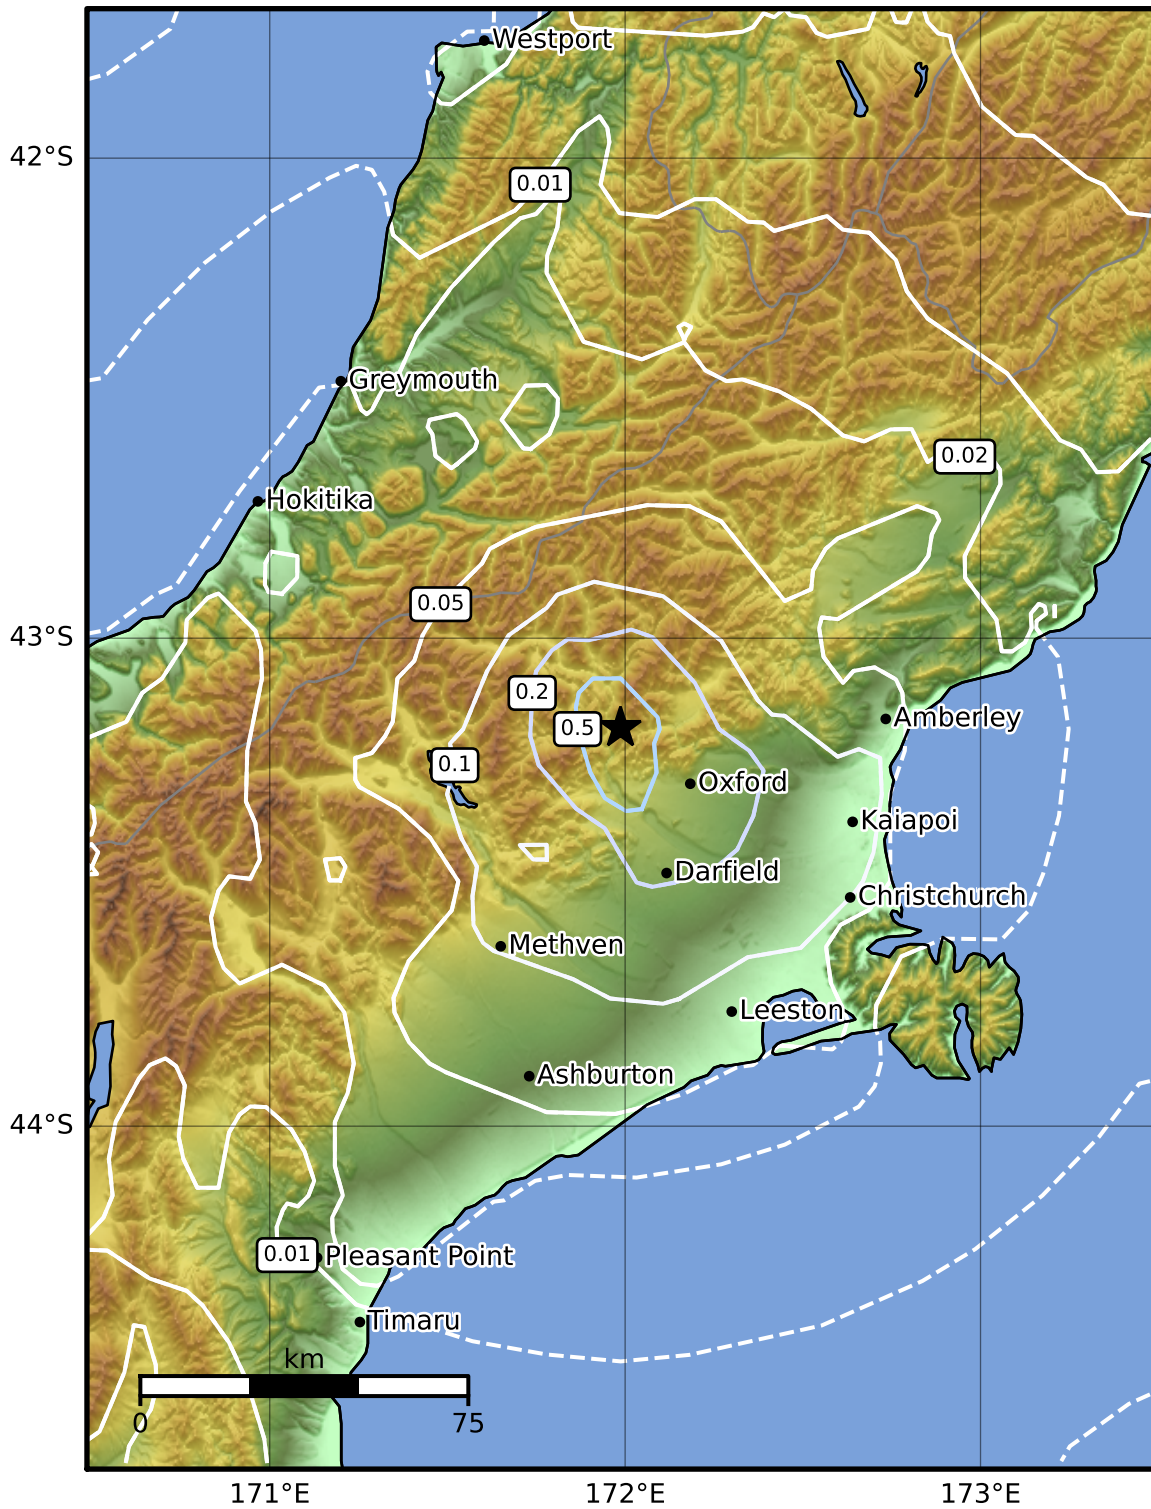 Westport
42°S
0.01
Greymouth
0.02
Hokitika
0.05
43°S
0.2
0.5
Amberley
0.1
Oxford
Kaiapoi
Darfield
Christchurch
Methven
Leeston
Ashburton
44°S
0.01
Pleasant Point
Timaru
km
0
75
171°E
172°E
173°E